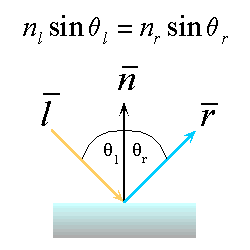 n_l sin θ_l = n_r sin θ_r
n̅
l̅ r̅
θ_l θ_r